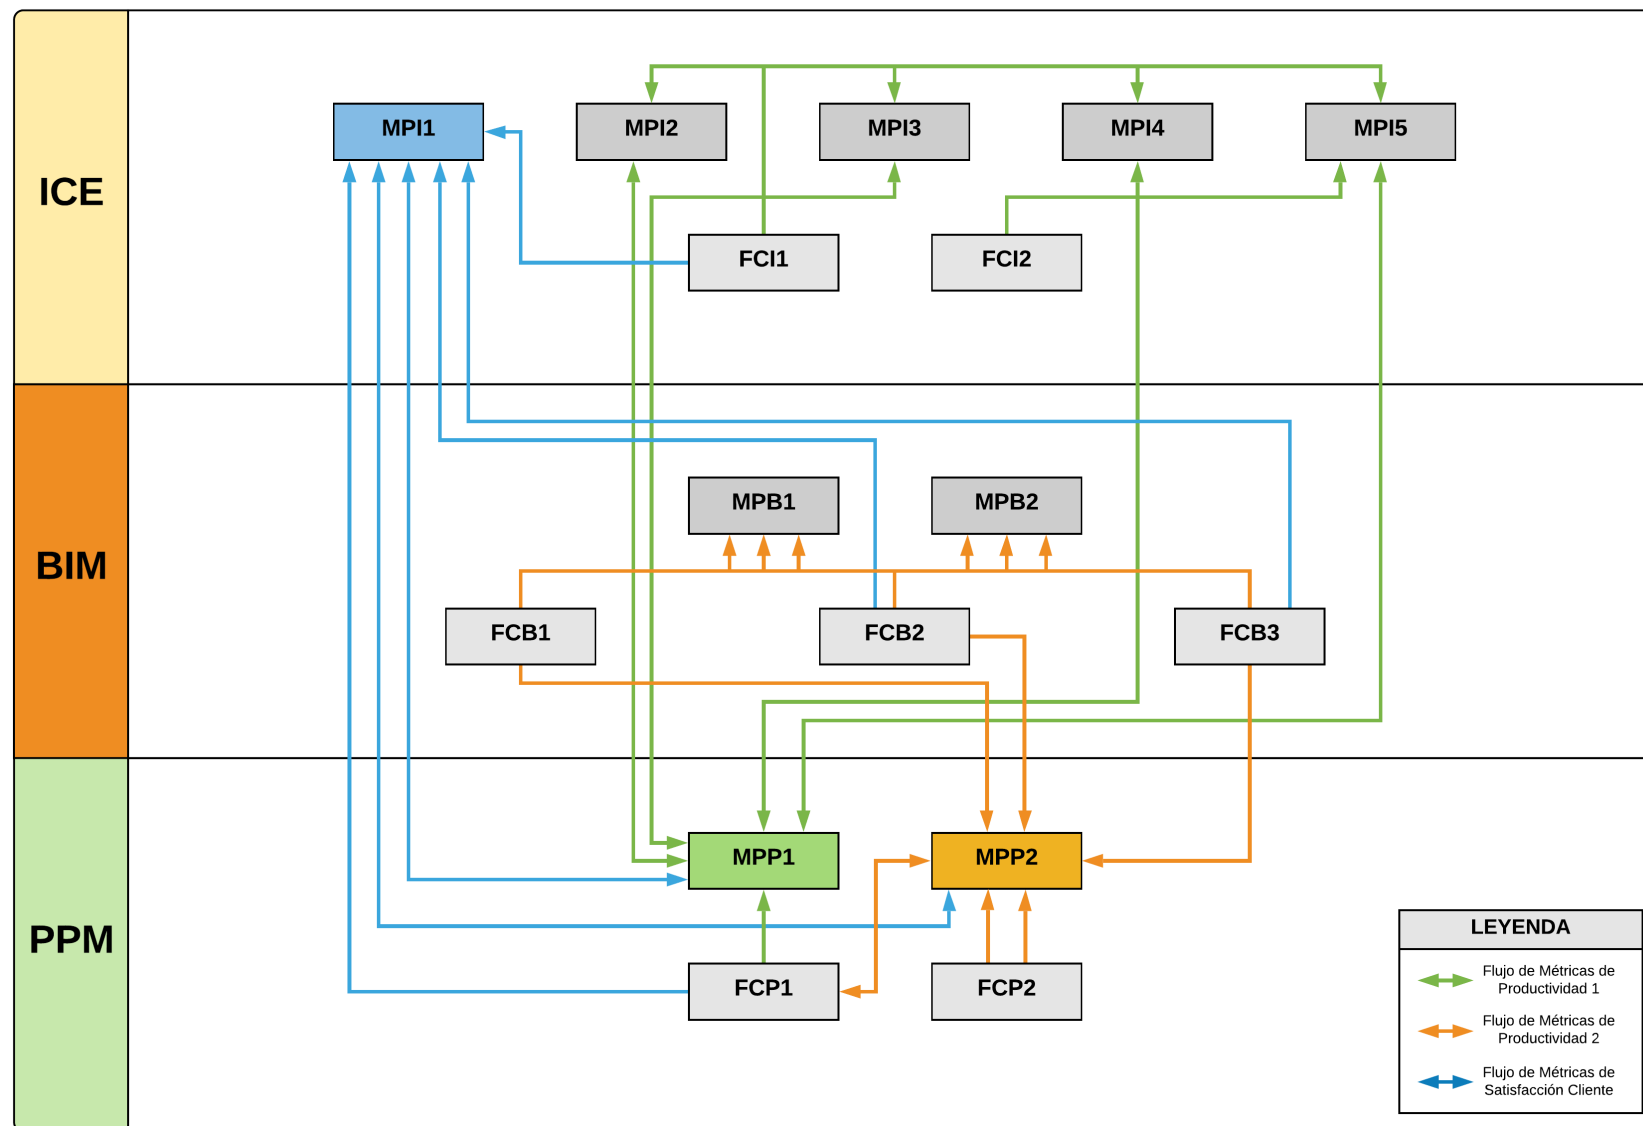 ICE
MPI1
MPI2
MPI3
MPI4
MPI5
FCI1
FCI2
BIM
MPB1
MPB2
FCB1
FCB2
FCB3
PPM
MPP1
MPP2
FCP1
FCP2
LEYENDA
Flujo de Métricas de
Productividad 1
Flujo de Métricas de
Productividad 2
Flujo de Métricas de
Satisfacción Cliente